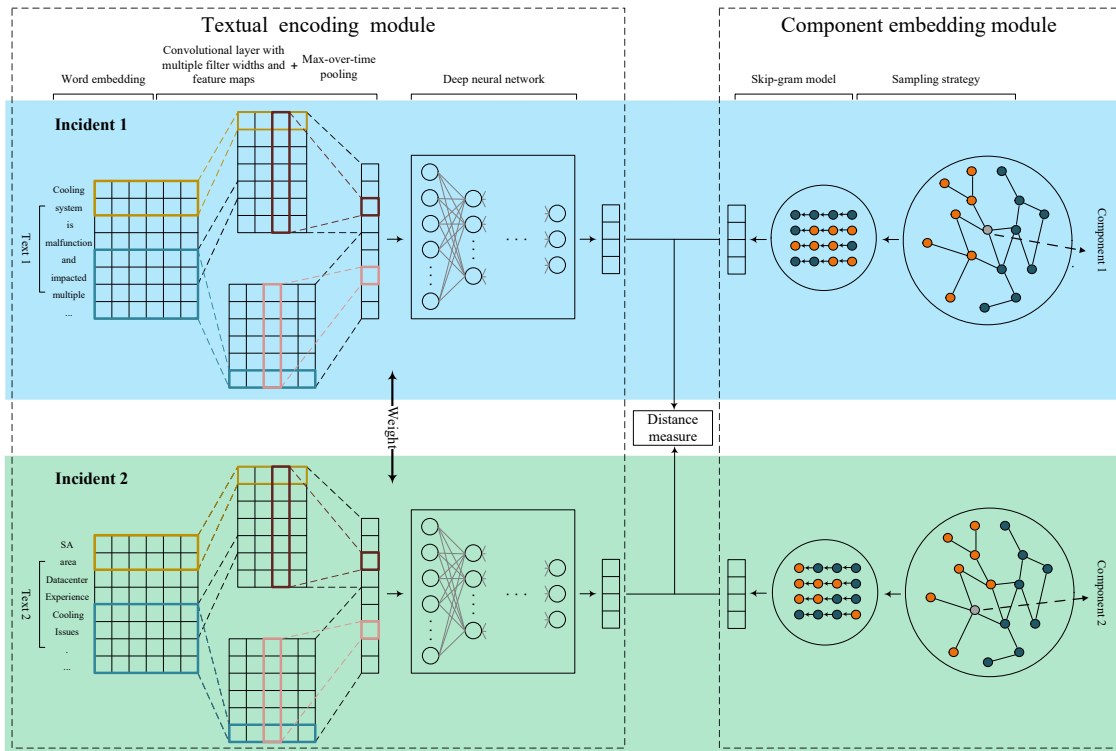 Textual encoding module
Component embedding module
Word embedding
Convolutional layer with
multiple filter widths and
feature maps
+
Max-over-time
pooling
Deep neural network
Skip-gram model
Sampling strategy
Incident 1
Text 1
Cooling
system
is
malfunction
and
impacted
multiple
...
. . .
Component 1
Weight
Distance
measure
Incident 2
Text 2
SA
area
Datacenter
Experience
Cooling
Issues
.
...
. . .
Component 2